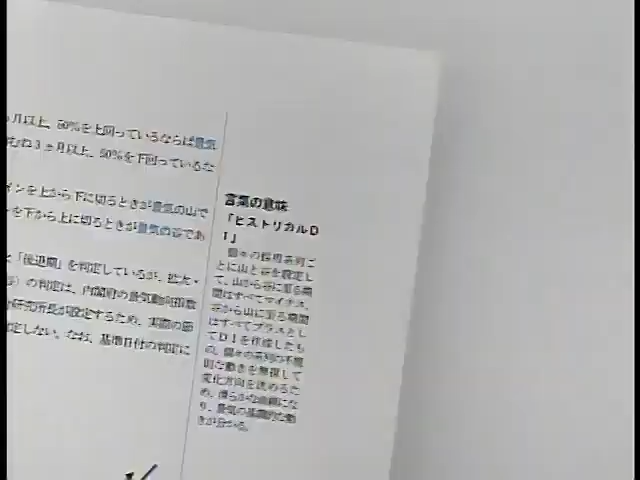 ヵ月以上、50%を上回っているならば景気
3ヵ月以上、50%を下回っているな
インを上から下に切るときが景気の山で
を下から上に切るときが景気の谷であ
「後退期」を判定しているが、拡大・
の判定は、内閣府の景気動向指数
研究所長が設定するため、実際の
定しない。なお、基準日付の判定に
言葉の意味
「ヒストリカルD
I」
個々の採用系列ご
とに山と谷を設定し
て、山から谷に至る期
間はすべてマイナス、
谷から山に至る期間
はすべてプラスとし
てDIを作成したも
の。個々の系列の不規
則な動きを無視して
変化方向を決めるた
め、滑らかな曲線にな
り、景気の基調的な動
きが分かる。